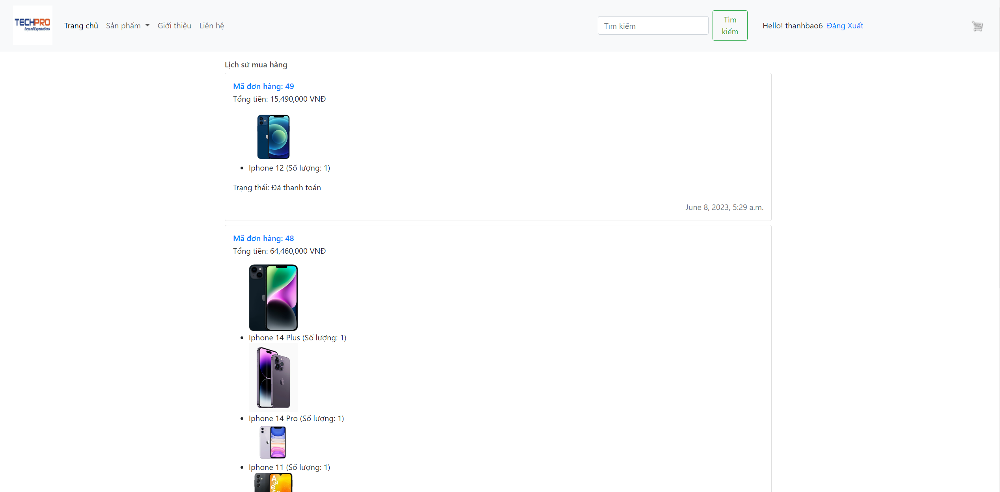 TECHPRO
Beyond Expectations
Trang chủ Sản phẩm Giới thiệu Liên hệ
Tìm kiếm
Tìm
kiếm
Hello! thanhbao6 Đăng Xuất
Lịch sử mua hàng
Mã đơn hàng: 49
Tổng tiền: 15,490,000 VNĐ
Iphone 12 (Số lượng: 1)
Trạng thái: Đã thanh toán
June 8, 2023, 5:29 a.m.
Mã đơn hàng: 48
Tổng tiền: 64,460,000 VNĐ
Iphone 14 Plus (Số lượng: 1)
Iphone 14 Pro (Số lượng: 1)
Iphone 11 (Số lượng: 1)